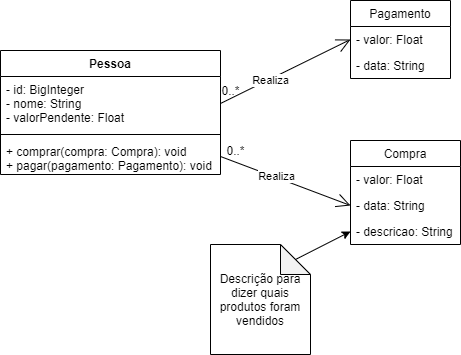 Pagamento
- valor: Float
- data: String
Pessoa
- id: BigInteger
- nome: String
- valorPendente: Float
+ comprar(compra: Compra): void
+ pagar(pagamento: Pagamento): void
0..*
Realiza
0..*
Realiza
Compra
- valor: Float
- data: String
- descricao: String
Descrição para
dizer quais
produtos foram
vendidos